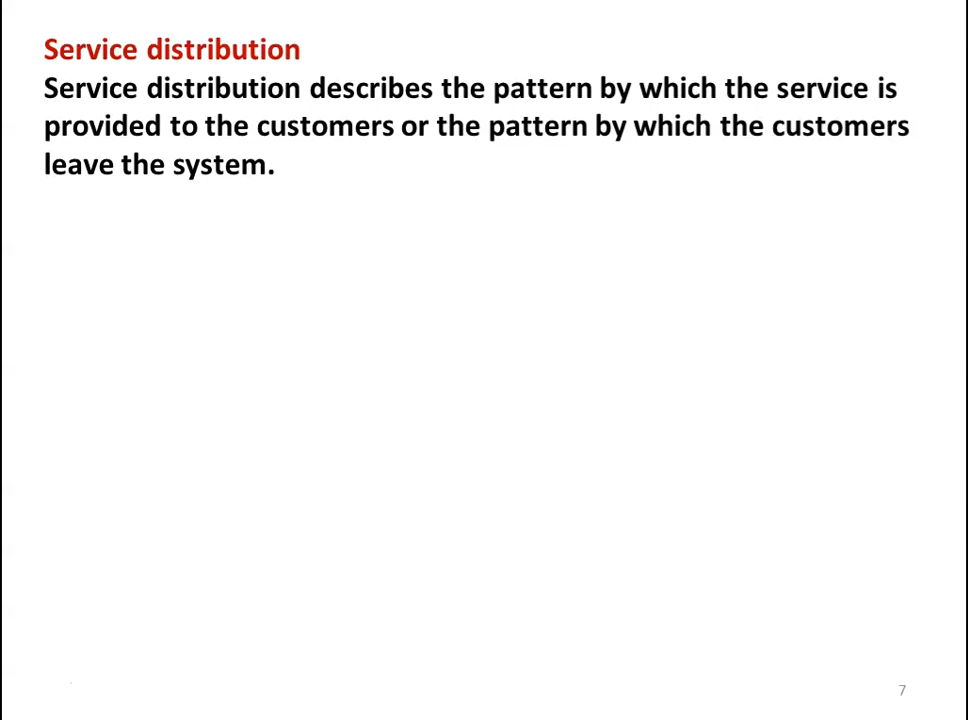 Service distribution
Service distribution describes the pattern by which the service is
provided to the customers or the pattern by which the customers
leave the system.
7